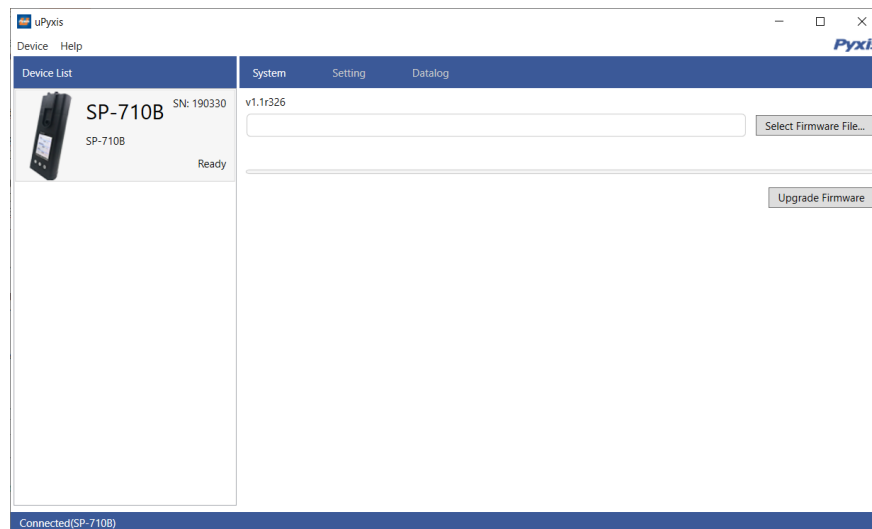 uPyxis
Device Help
Device List
SP-710B SN: 190330
SP-710B
Ready
System Setting Datalog
v1.1r326
Select Firmware File...
Upgrade Firmware
Connected(SP-710B)